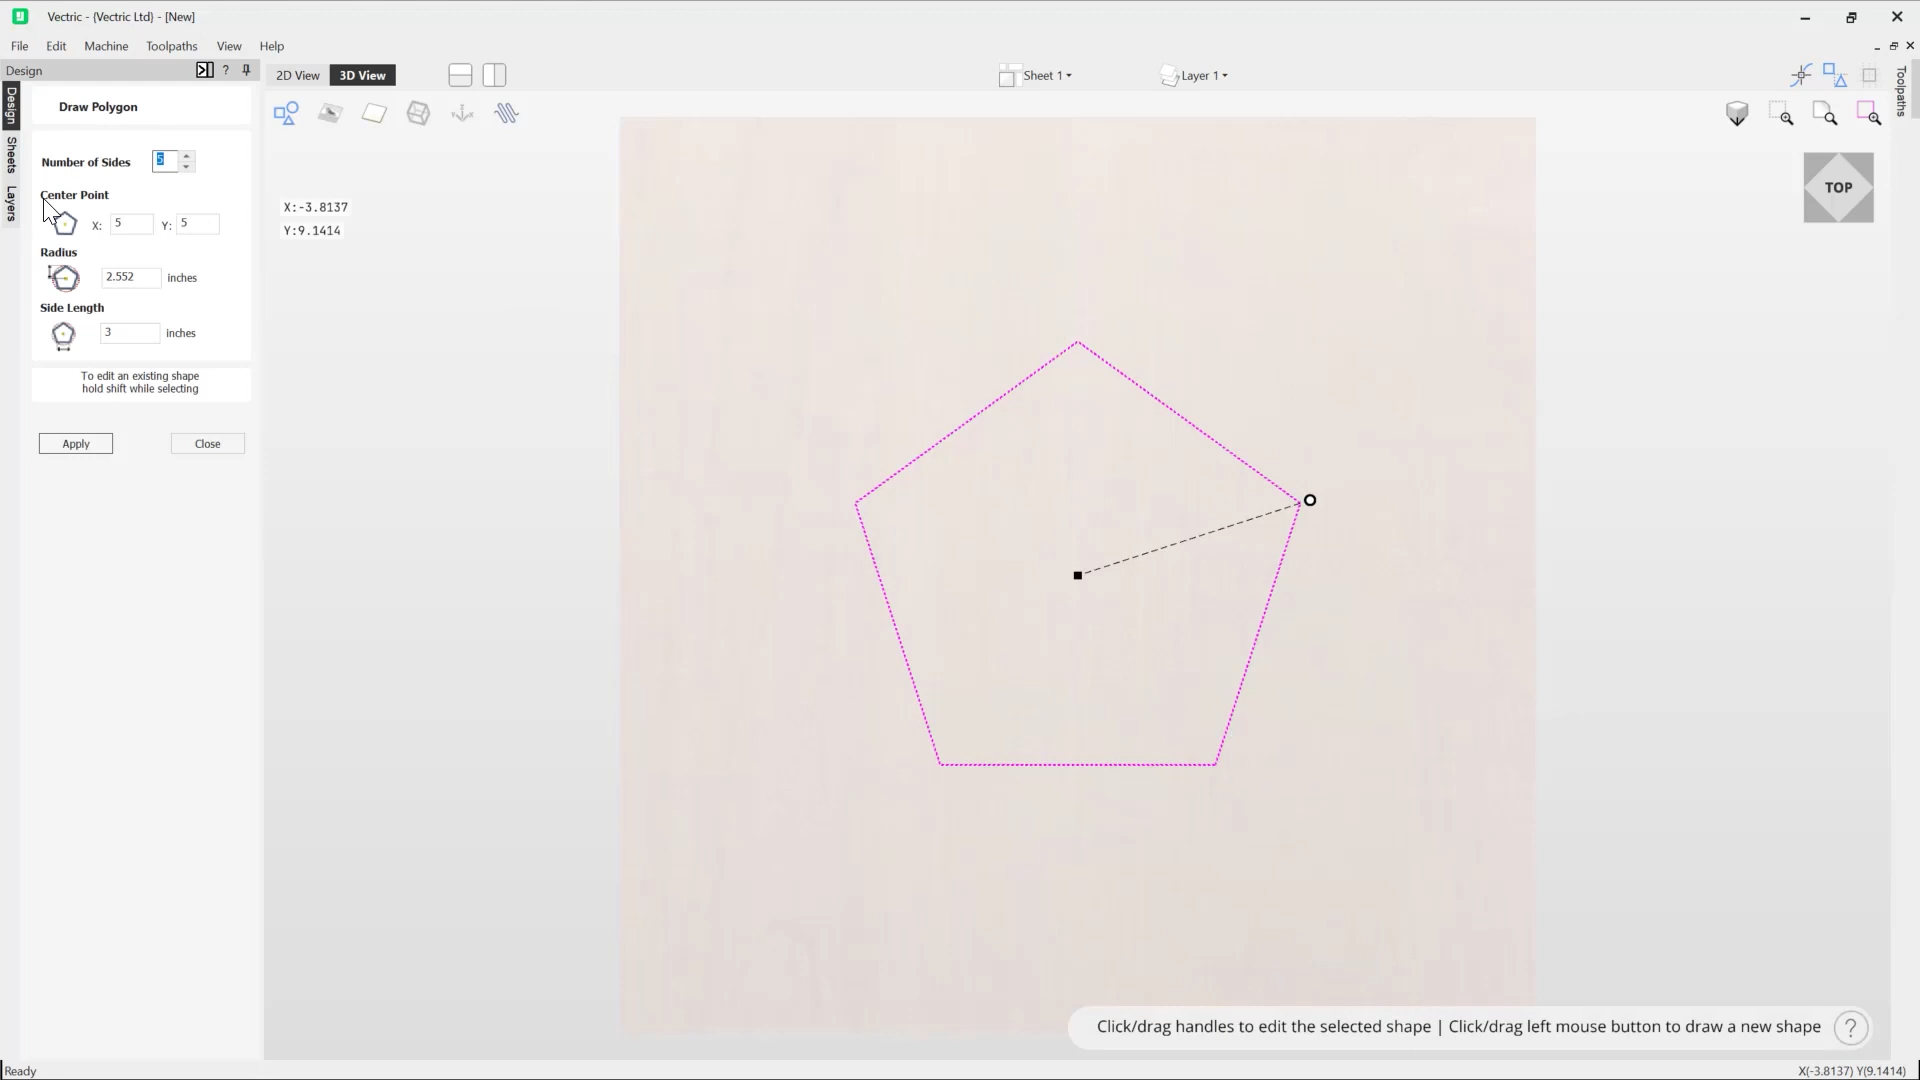 Vectric - {Vectric Ltd} - [New]
File Edit Machine Toolpaths View Help
Design ?
2D View 3D View Sheet 1 Layer 1
Design
Sheets
Layers
Toolpaths
Draw Polygon
Number of Sides 5
Center Point
X: 5 Y: 5
Radius
2.552 inches
Side Length
3 inches
To edit an existing shape
hold shift while selecting
Apply Close
X:-3.8137
Y:9.1414
TOP
Click/drag handles to edit the selected shape | Click/drag left mouse button to draw a new shape ?
Ready X(-3.8137) Y(9.1414)